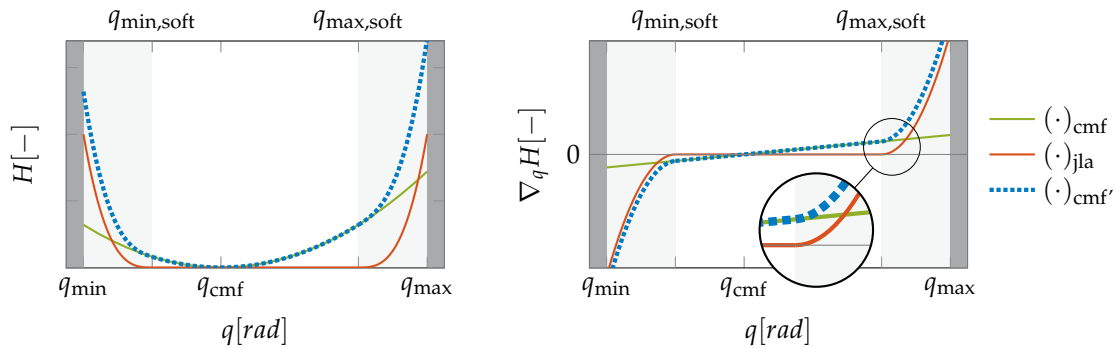 q_min,soft q_max,soft
H[−]
q_min q_cmf q_max
q[rad]
q_min,soft q_max,soft
∇_qH[−]
0
q_min q_cmf q_max
q[rad]
(·)_cmf
(·)_jla
(·)_cmf’